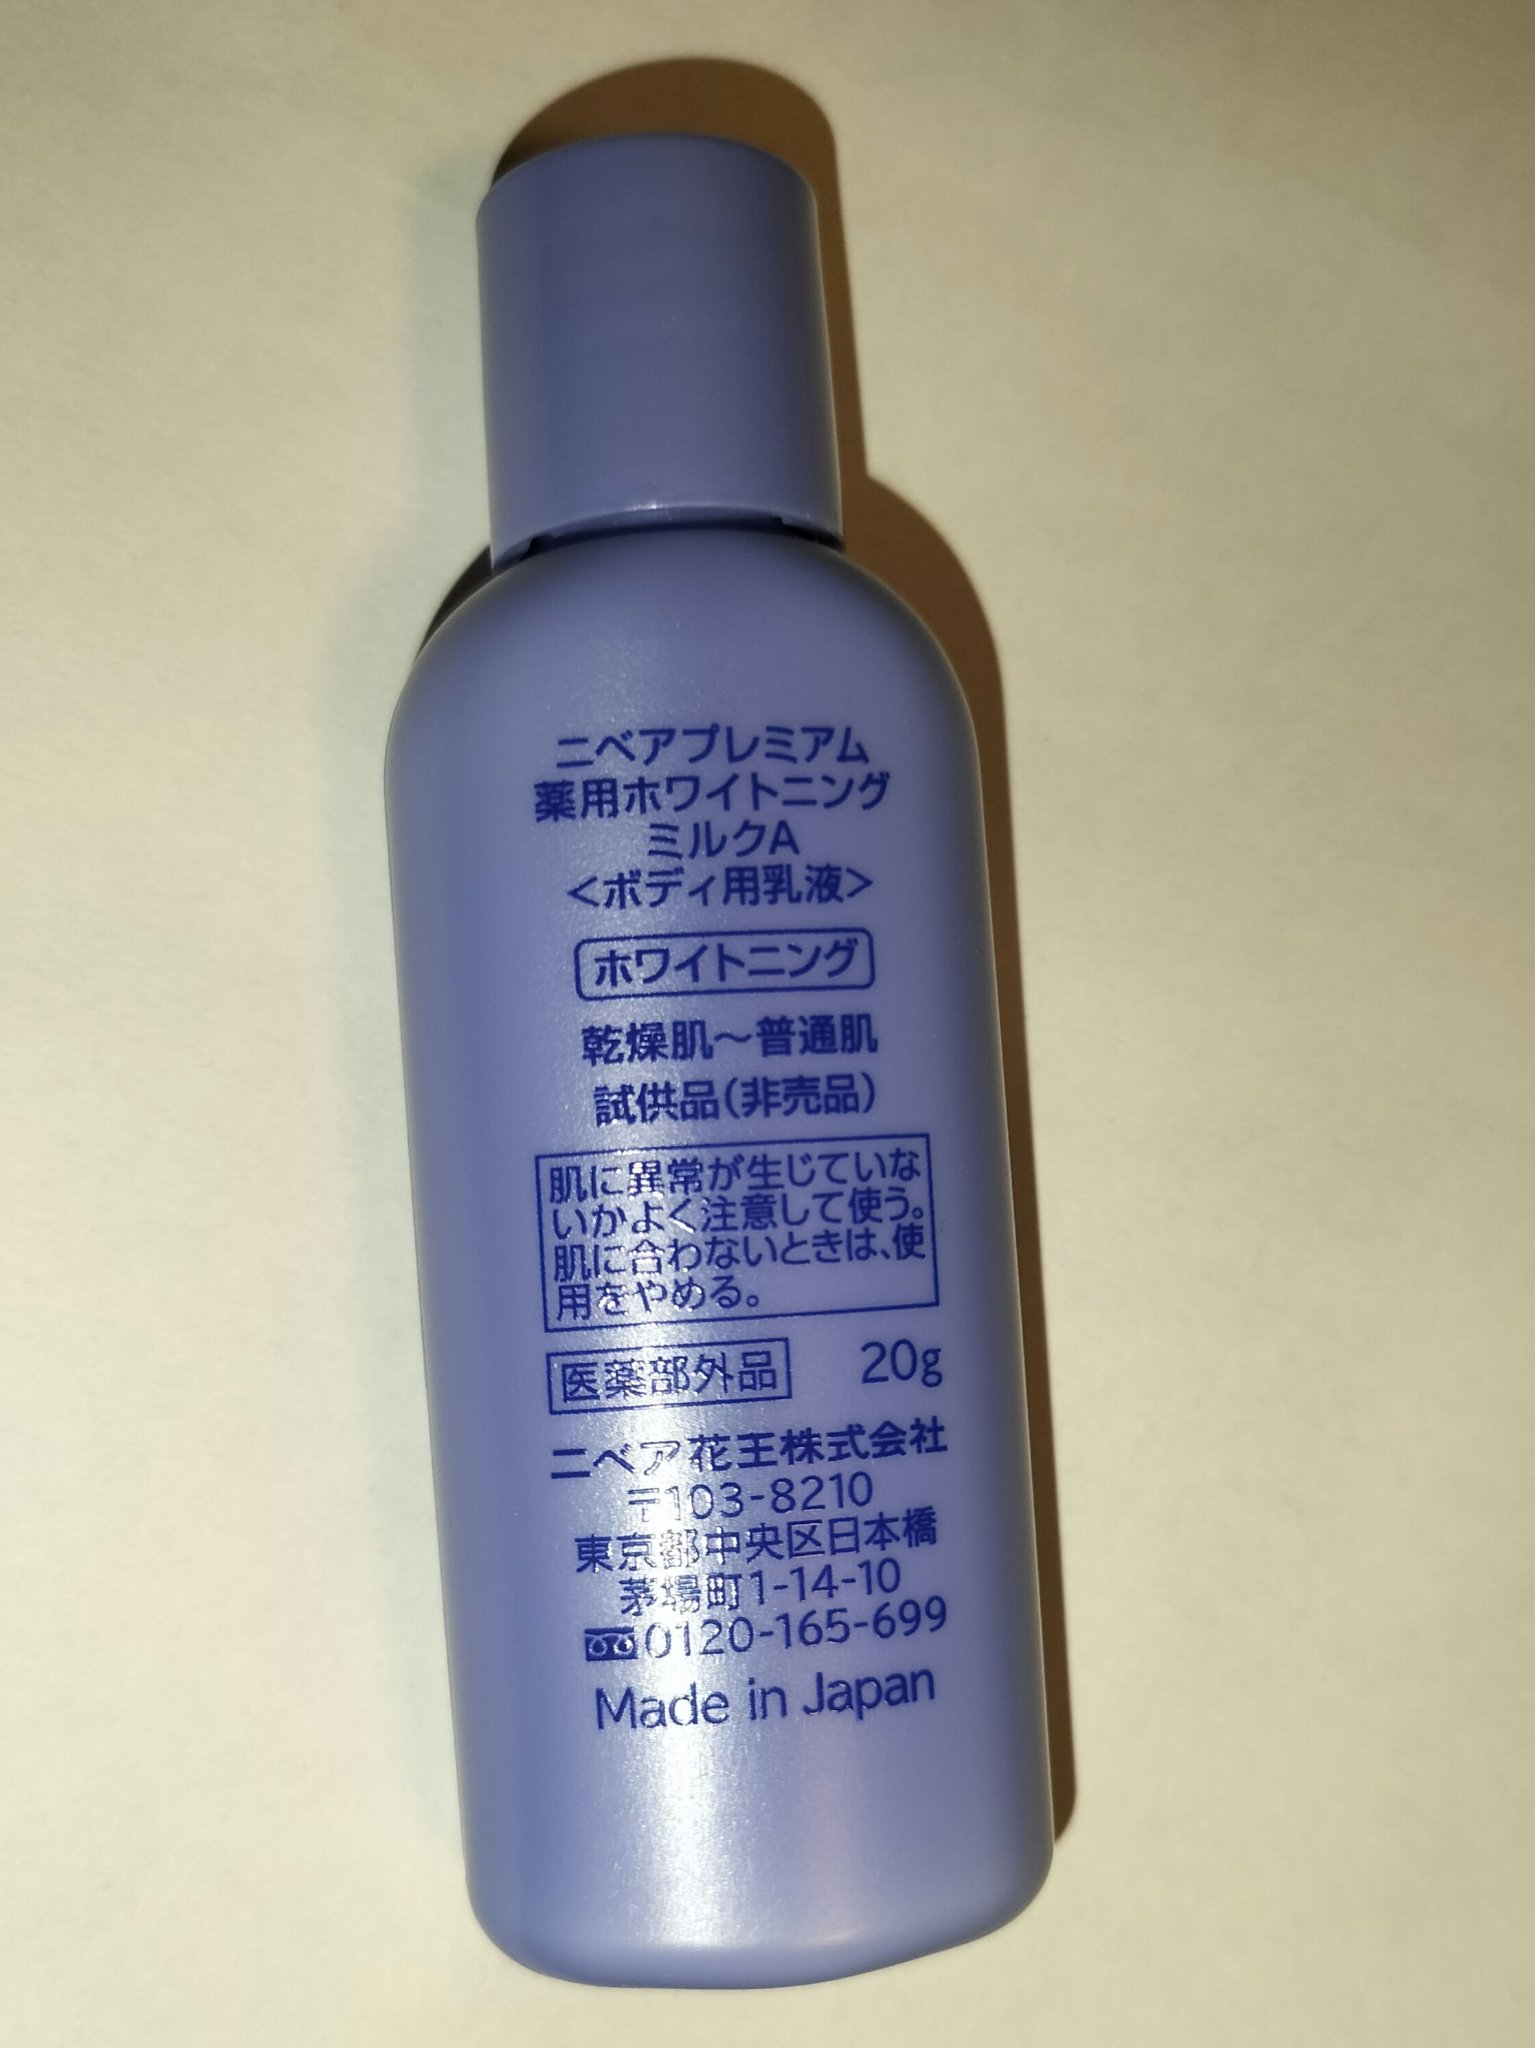 ニベアプレミアム
薬用ホワイトニング
ミルクA
<ボディ用乳液>
ホワイトニング
乾燥肌～普通肌
試供品(非売品)
肌に異常が生じていな
いかよく注意して使う。
肌に合わないときは、使
用をやめる。
医薬部外品 20g
ニベア花王株式会社
〒103-8210
東京都中央区日本橋
茅場町1-14-10
0120-165-699
Made in Japan